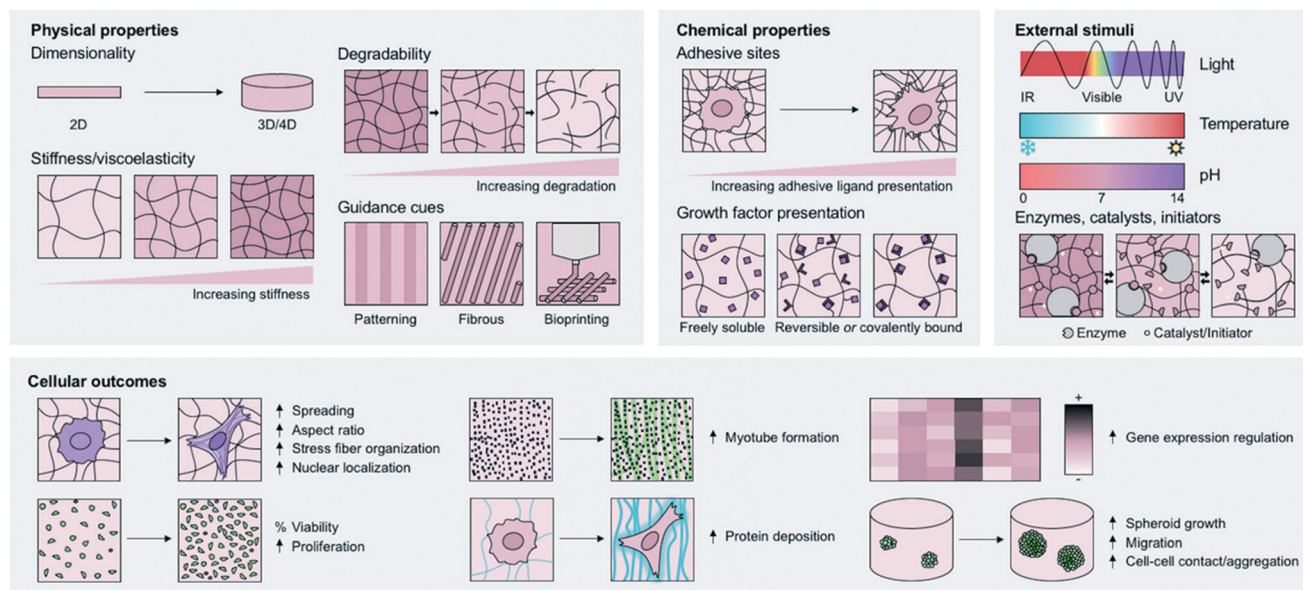 Physical properties
Dimensionality
2D
3D/4D
Stiffness/viscoelasticity
Increasing stiffness
Degradability
Increasing degradation
Guidance cues
Patterning
Fibrous
Bioprinting
Chemical properties
Adhesive sites
Increasing adhesive ligand presentation
Growth factor presentation
Freely soluble
Reversible or covalently bound
External stimuli
Light
IR
Visible
UV
Temperature
pH
0
7
14
Enzymes, catalysts, initiators
Enzyme
Catalyst/Initiator
Cellular outcomes
Spreading
Aspect ratio
Stress fiber organization
Nuclear localization
Myotube formation
+
-
Gene expression regulation
% Viability
Proliferation
Protein deposition
Spheroid growth
Migration
Cell-cell contact/aggregation